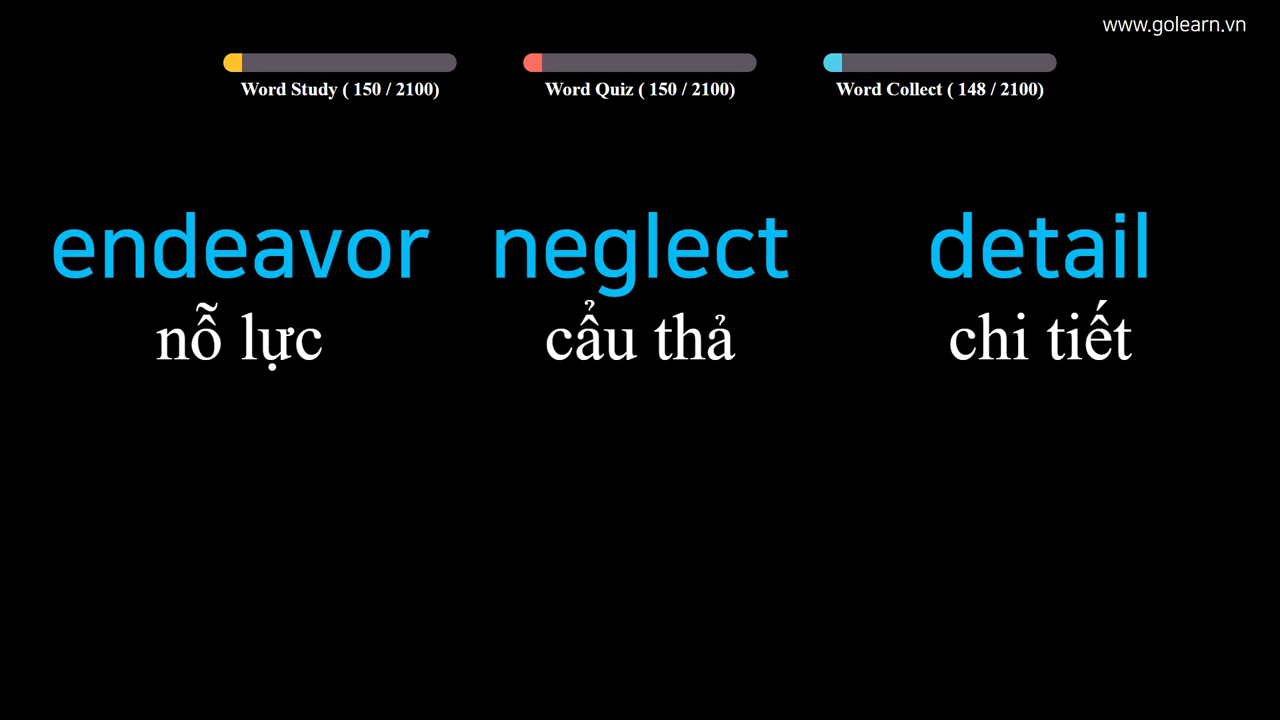 www.golearn.vn
Word Study ( 150 / 2100)
Word Quiz ( 150 / 2100)
Word Collect ( 148 / 2100)
endeavor neglect detail
nỗ lực cẩu thả chi tiết